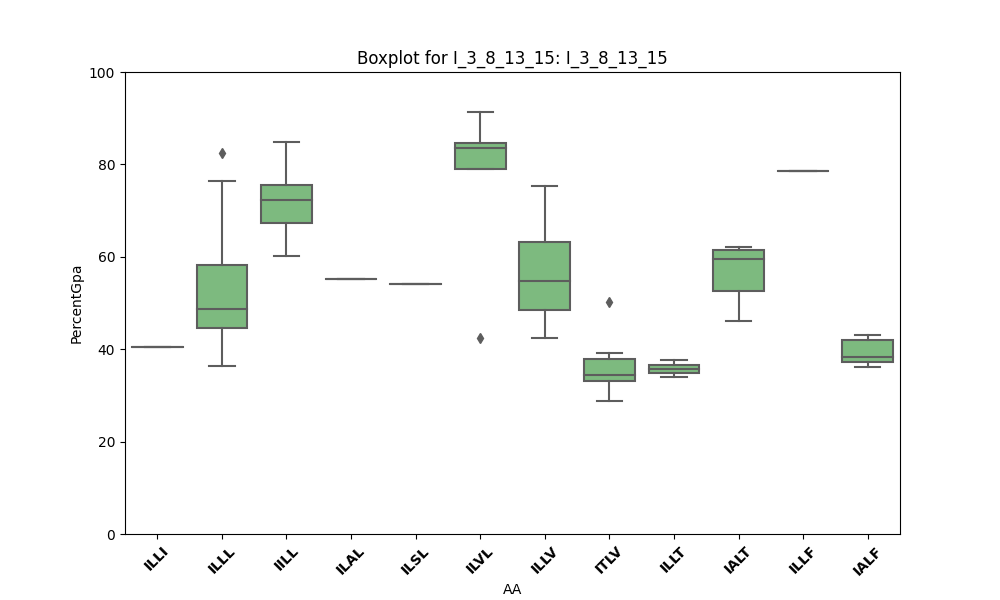 Boxplot for I_3_8_13_15: I_3_8_13_15
PercentGpa
100
80
60
40
20
0
ILLI
ILLL
IILL
ILAL
ILSL
ILVL
ILLV
ITLV
ILLT
IALT
ILLF
IALF
AA